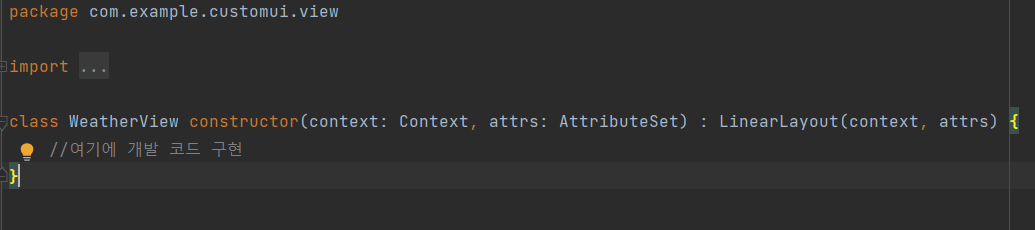 package com.example.customui.view
import ...
class WeatherView constructor(context: Context, attrs: AttributeSet) : LinearLayout(context, attrs) {
//여기에 개발 코드 구현
}